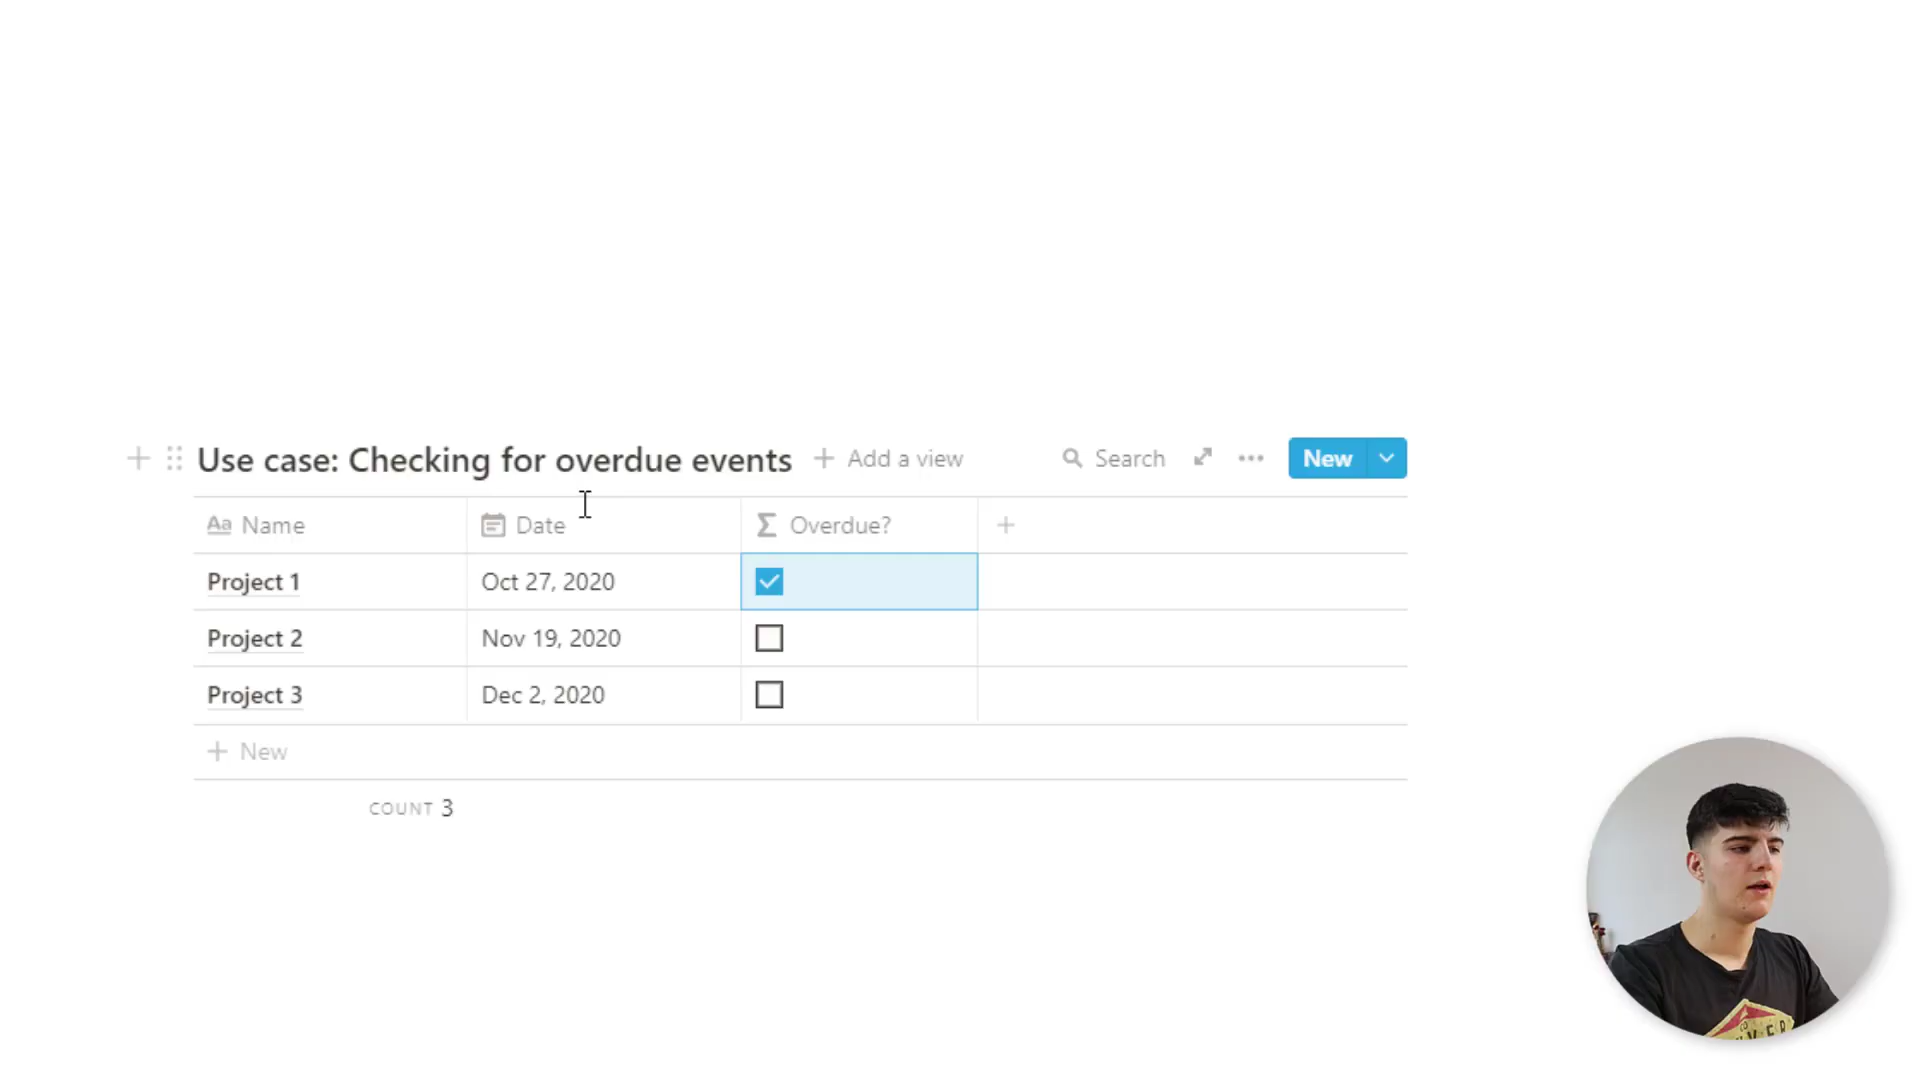 Use case: Checking for overdue events + Add a view Search New
Aa Name Date Σ Overdue?
Project 1 Oct 27, 2020
Project 2 Nov 19, 2020
Project 3 Dec 2, 2020
+ New
COUNT 3